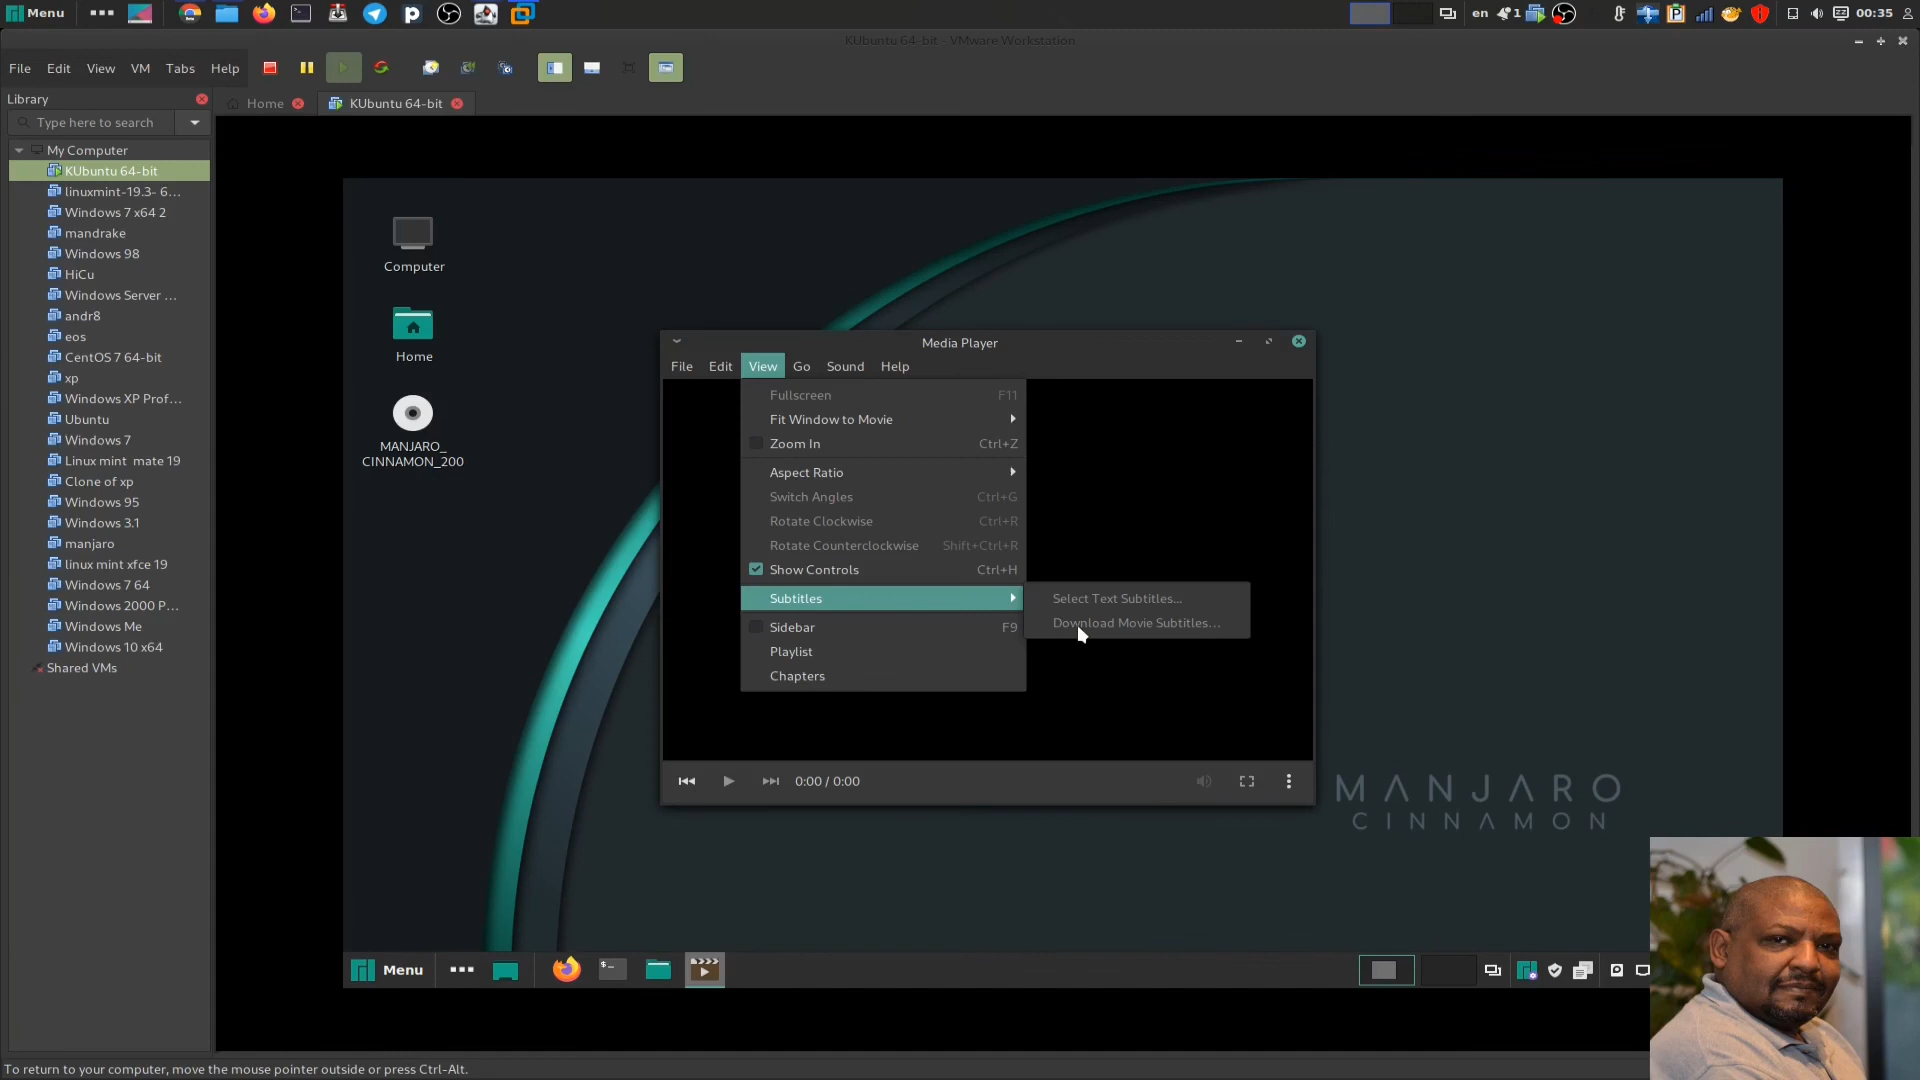 Menu
en
1
00:35
KUbuntu 64-bit - VMware Workstation
File Edit View VM Tabs Help
Library
Home
KUbuntu 64-bit
Type here to search
My Computer
KUbuntu 64-bit
linuxmint-19.3- 6...
Windows 7 x64 2
mandrake
Windows 98
HiCu
Windows Server ...
andr8
eos
CentOS 7 64-bit
xp
Windows XP Prof...
Ubuntu
Windows 7
Linux mint mate 19
Clone of xp
Windows 95
Windows 3.1
manjaro
linux mint xfce 19
Windows 7 64
Windows 2000 P...
Windows Me
Windows 10 x64
Shared VMs
Computer
Home
MANJARO_
CINNAMON_200
Media Player
File Edit View Go Sound Help
Fullscreen F11
Fit Window to Movie
Zoom In Ctrl+Z
Aspect Ratio
Switch Angles Ctrl+G
Rotate Clockwise Ctrl+R
Rotate Counterclockwise Shift+Ctrl+R
Show Controls Ctrl+H
Subtitles
Select Text Subtitles...
Download Movie Subtitles...
Sidebar F9
Playlist
Chapters
0:00 / 0:00
MANJARO
CINNAMON
Menu
To return to your computer, move the mouse pointer outside or press Ctrl-Alt.